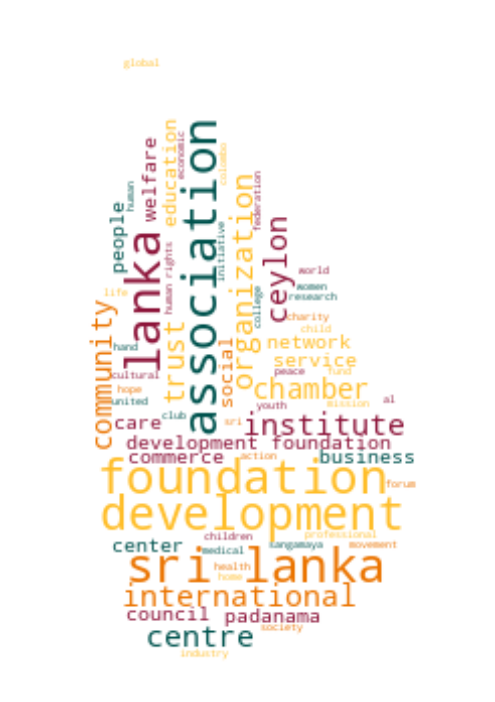 global
association
education
economic
colombo
welfare
human
people
lanka
human rights
initiative
organization
federation
ceylon
world
women
research
college
life
community
trust
charity
child
network
service
hand
cultural
social
peace
fund
chamber
hope
united
club
youth
mission
al
care
sri
institute
development foundation
commerce
action
business
foundation
forum
development
center
children
professional
medical
sangamaya
movement
sri lanka
health
home
international
council
padanama
society
centre
industry